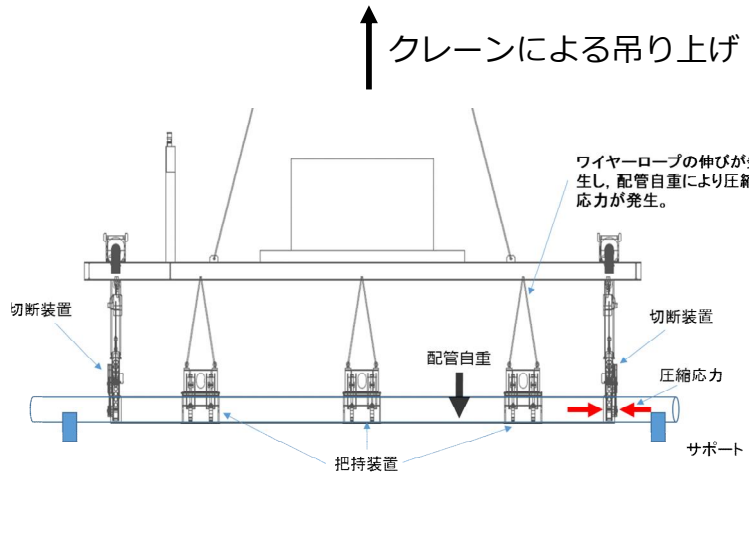 クレーンによる吊り上げ
ワイヤーロープの伸びが
生し，配管自重により圧縮
応力が発生。
切断装置
切断装置
配管自重
圧縮応力
把持装置
サポート